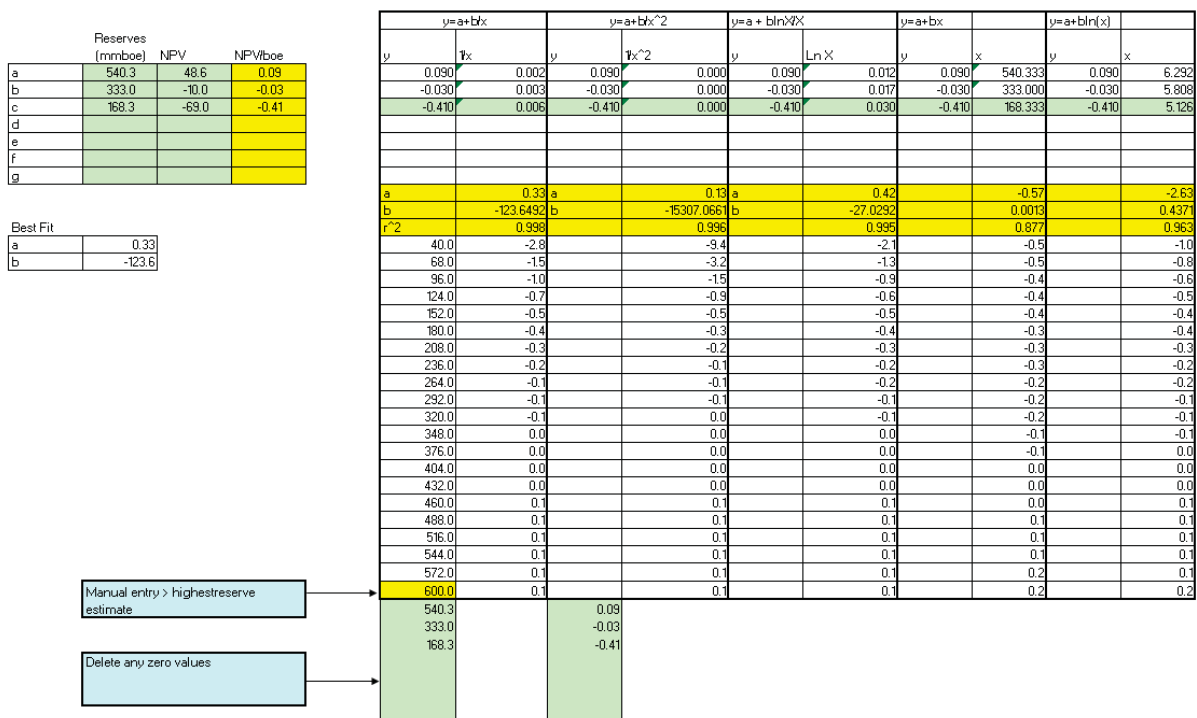 y=a+b/x y=a+b/x^2 y=a + blnX/X y=a+bx y=a+bln(x)
Reserves
(mmboe) NPV NPV/boe y 1/x y 1/x^2 y Ln X y x y x
a 540.3 48.6 0.09 0.090 0.002 0.090 0.000 0.090 0.012 0.090 540.333 0.090 6.292
b 333.0 -10.0 -0.03 -0.030 0.003 -0.030 0.000 -0.030 0.017 -0.030 333.000 -0.030 5.808
c 168.3 -69.0 -0.41 -0.410 0.006 -0.410 0.000 -0.410 0.030 -0.410 168.333 -0.410 5.126
d
e
f
g
a 0.33 a 0.13 a 0.42 -0.57 -2.63
b -123.6492 b -15307.0661 b -27.0292 0.0013 0.4371
Best Fit r^2 0.998 0.996 0.995 0.877 0.963
a 0.33 40.0 -2.8 -9.4 -2.1 -0.5 -1.0
b -123.6 68.0 -1.5 -3.2 -1.3 -0.5 -0.8
96.0 -1.0 -1.5 -0.9 -0.4 -0.6
124.0 -0.7 -0.9 -0.6 -0.4 -0.5
152.0 -0.5 -0.5 -0.5 -0.4 -0.4
180.0 -0.4 -0.3 -0.4 -0.3 -0.4
208.0 -0.3 -0.2 -0.3 -0.3 -0.3
236.0 -0.2 -0.1 -0.2 -0.3 -0.2
264.0 -0.1 -0.1 -0.2 -0.2 -0.2
292.0 -0.1 -0.1 -0.1 -0.2 -0.1
320.0 -0.1 0.0 -0.1 -0.2 -0.1
348.0 0.0 0.0 0.0 -0.1 -0.1
376.0 0.0 0.0 0.0 -0.1 0.0
404.0 0.0 0.0 0.0 0.0 0.0
432.0 0.0 0.0 0.0 0.0 0.0
460.0 0.1 0.1 0.1 0.0 0.1
488.0 0.1 0.1 0.1 0.1 0.1
516.0 0.1 0.1 0.1 0.1 0.1
544.0 0.1 0.1 0.1 0.1 0.1
572.0 0.1 0.1 0.1 0.2 0.1
Manual entry > highestreserve 600.0 0.1 0.1 0.1 0.2 0.2
estimate 540.3 0.09
333.0 -0.03
168.3 -0.41
Delete any zero values